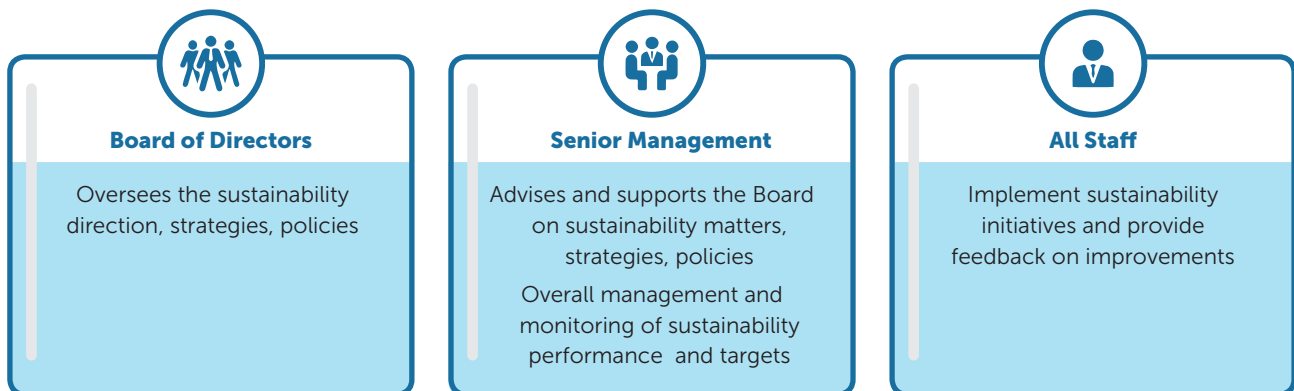 Board of Directors
Oversees the sustainability
direction, strategies, policies
Senior Management
Advises and supports the Board
on sustainability matters,
strategies, policies
Overall management and
monitoring of sustainability
performance and targets
All Staff
Implement sustainability
initiatives and provide
feedback on improvements